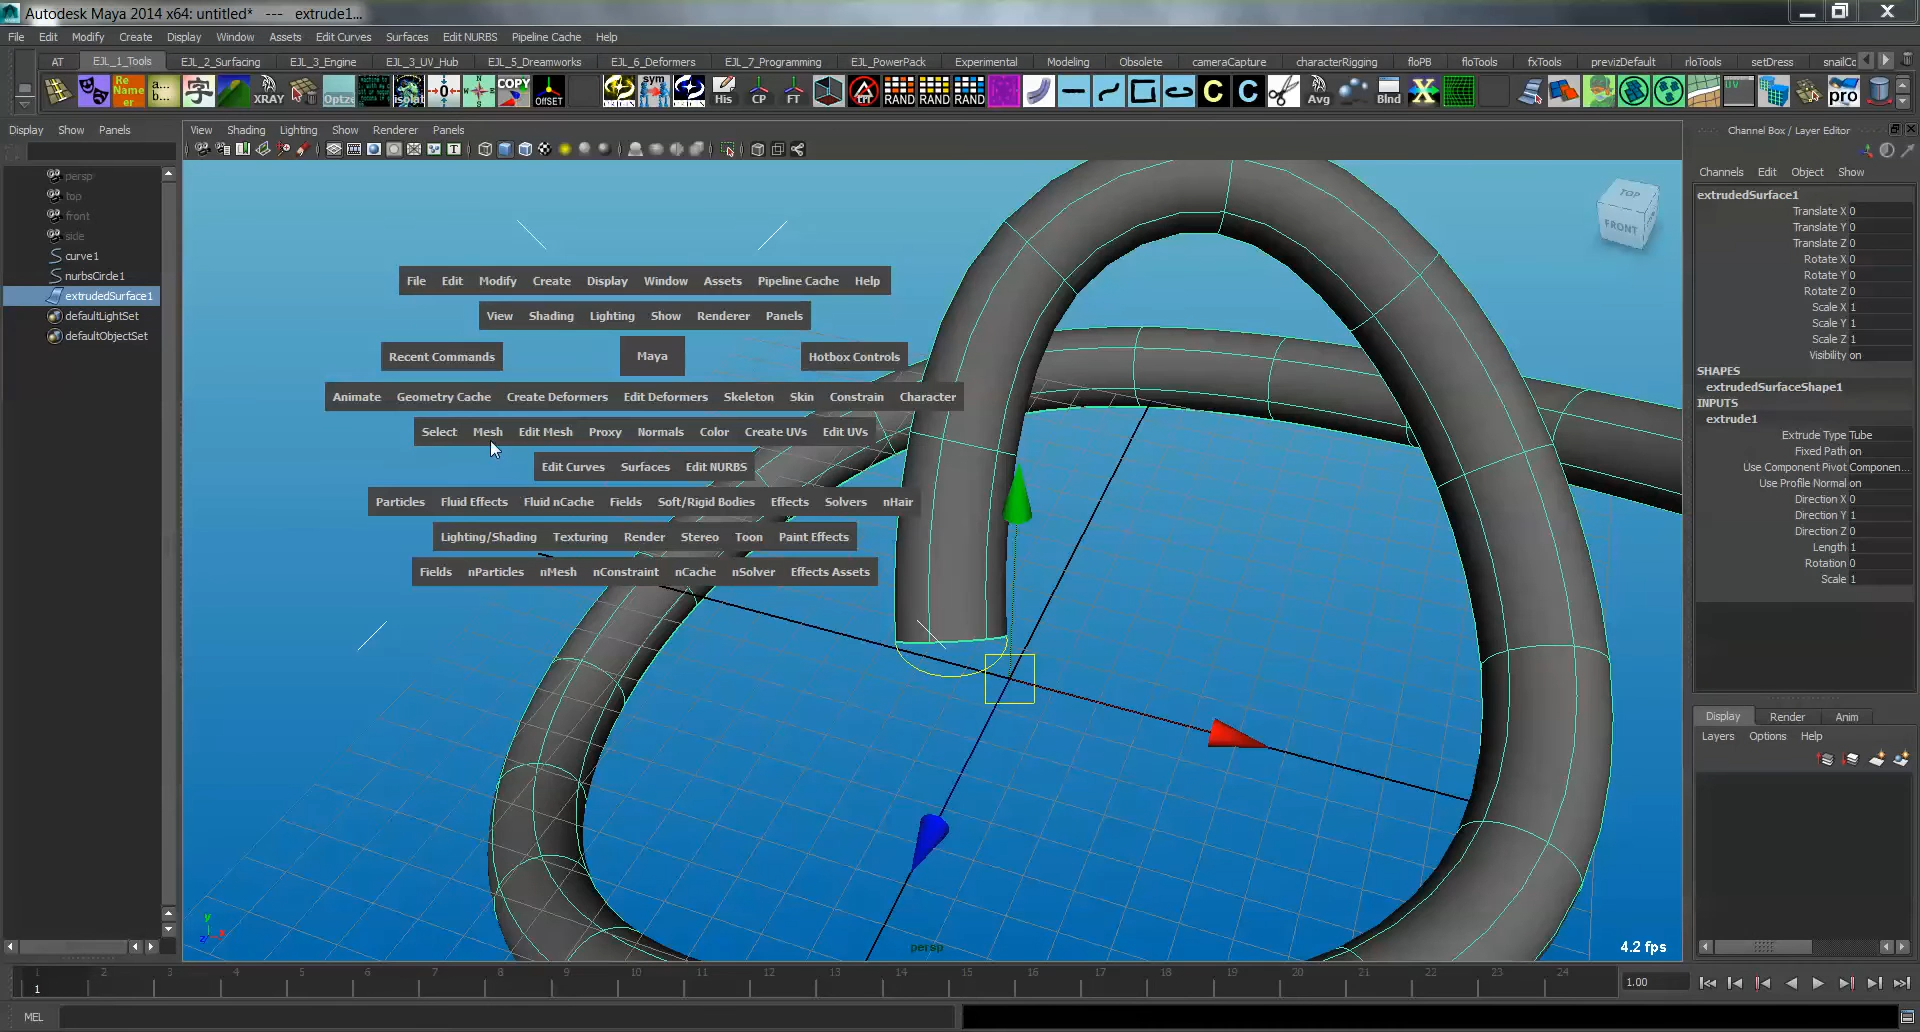 Autodesk Maya 2014 x64: untitled* --- extrude1...
File Edit Modify Create Display Window Assets Edit Curves Surfaces Edit NURBS Pipeline Cache Help
AT EJL_1_Tools EJL_2_Surfacing EJL_3_Engine EJL_3_UV_Hub EJL_5_Dreamworks EJL_6_Deformers EJL_7_Programming EJL_PowerPack Experimental Modeling Obsolete cameraCapture characterRigging floPB floTools fxTools previzDefault rloTools setDress snailCc
Re Namer er a... b... 字 XRAY Optze isolat 0 COPY OFFSET sym His CP FT RAND RAND RAND C C Avg Blnd UV pro
Display Show Panels
View Shading Lighting Show Renderer Panels
Channel Box / Layer Editor
Channels Edit Object Show
persp
top
front
side
curve1
nurbsCircle1
extrudedSurface1
defaultLightSet
defaultObjectSet
TOP
FRONT
File Edit Modify Create Display Window Assets Pipeline Cache Help
View Shading Lighting Show Renderer Panels
Recent Commands Maya Hotbox Controls
Animate Geometry Cache Create Deformers Edit Deformers Skeleton Skin Constrain Character
Select Mesh Edit Mesh Proxy Normals Color Create UVs Edit UVs
Edit Curves Surfaces Edit NURBS
Particles Fluid Effects Fluid nCache Fields Soft/Rigid Bodies Effects Solvers nHair
Lighting/Shading Texturing Render Stereo Toon Paint Effects
Fields nParticles nMesh nConstraint nCache nSolver Effects Assets
extrudedSurface1
Translate X 0
Translate Y 0
Translate Z 0
Rotate X 0
Rotate Y 0
Rotate Z 0
Scale X 1
Scale Y 1
Scale Z 1
Visibility on
SHAPES
extrudedSurfaceShape1
INPUTS
extrude1
Extrude Type Tube
Fixed Path on
Use Component Pivot Componen...
Use Profile Normal on
Direction X 0
Direction Y 1
Direction Z 0
Length 1
Rotation 0
Scale 1
Display Render Anim
Layers Options Help
y
z x
persp
4.2 fps
1 2 3 4 5 6 7 8 9 10 11 12 13 14 15 16 17 18 19 20 21 22 23 24
1
1.00
MEL